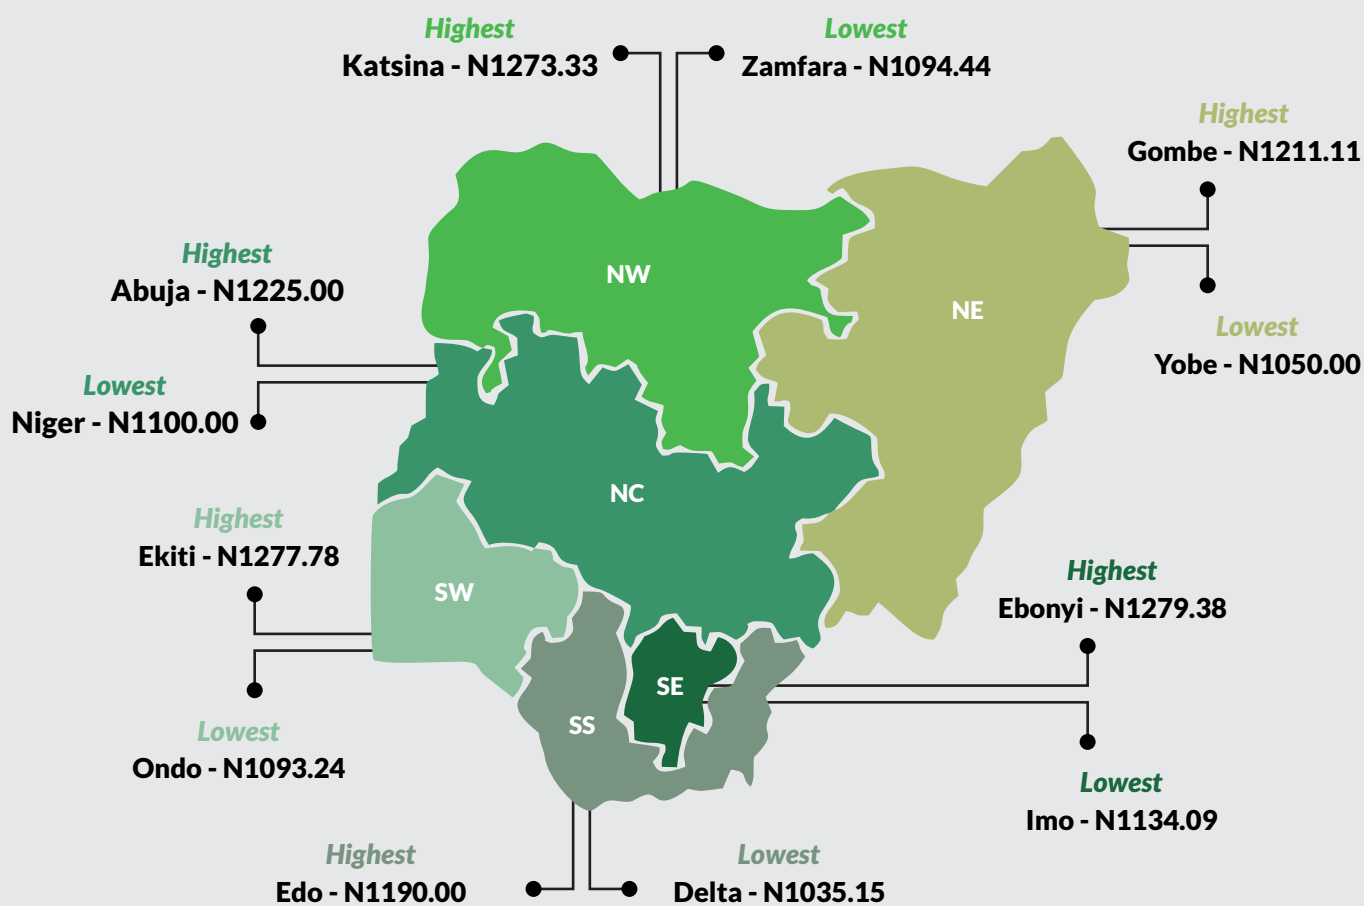 Highest
Katsina - N1273.33
Lowest
Zamfara - N1094.44
Highest
Gombe - N1211.11
Lowest
Yobe - N1050.00
Highest
Abuja - N1225.00
Lowest
Niger - N1100.00
NW
NE
NC
SW
SE
SS
Highest
Ekiti - N1277.78
Lowest
Ondo - N1093.24
Highest
Ebonyi - N1279.38
Lowest
Imo - N1134.09
Highest
Edo - N1190.00
Lowest
Delta - N1035.15